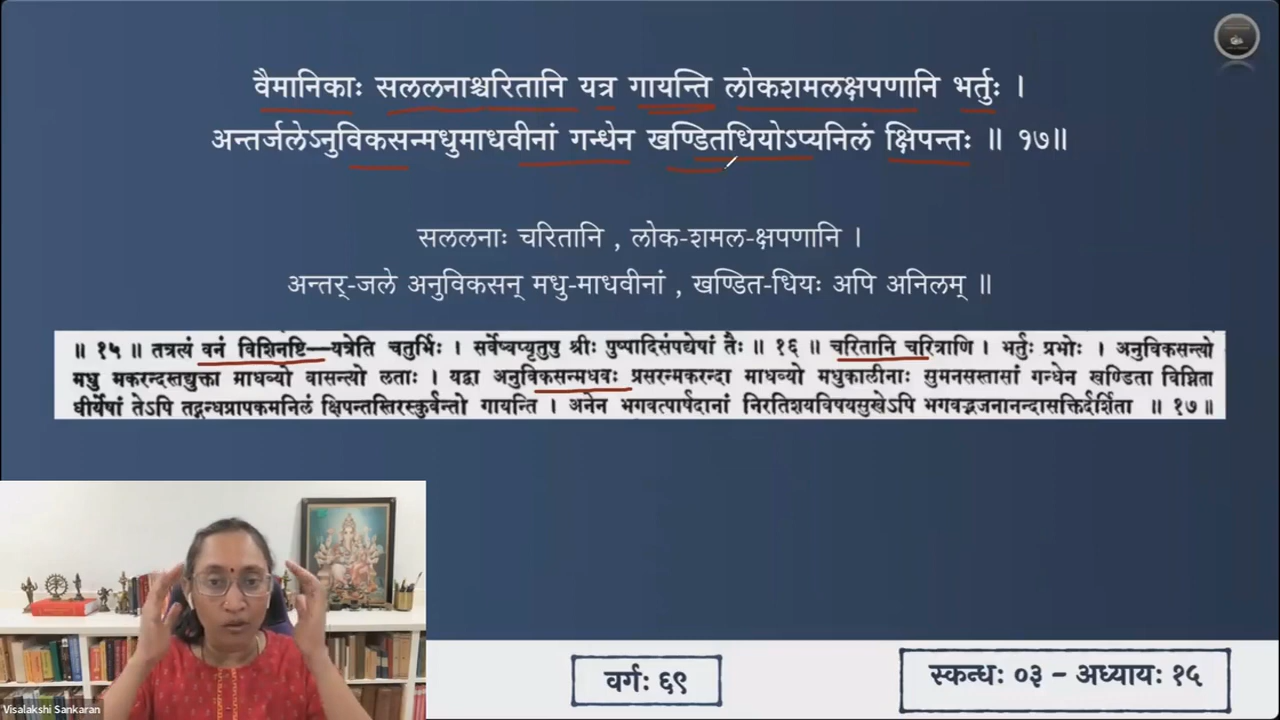 वैमानिकाः सललनाश्चरितानि यत्र गायन्ति लोकशमलक्षपणानि भर्तुः ।
अन्तर्जलेऽनुविकसन्मधुमाधवीनां गन्धेन खण्डितधियोऽप्यनिलं क्षिपन्तः ॥ १७॥
सललनाः चरितानि , लोक-शमल-क्षपणानि ।
अन्तर्-जले अनुविकसन् मधु-माधवीनां , खण्डित-धियः अपि अनिलम् ॥
॥ १५ ॥ तत्रत्यं वनं विशिनष्टि—यत्रेति चतुर्भिः । सर्वेष्वप्यृतुषु श्रीः पुष्पादिसंपद्येषां तैः ॥ १६ ॥ चरितानि चरित्राणि । भर्तुः प्रभोः । अनुविकसन्त्यो
मधु मकरन्दस्तद्युक्ता माधव्यो वासन्त्यो लताः । यद्वा अनुविकसन्मधवः प्रसरन्मकरन्दा माधव्यो मधुकालीनाः सुमनसस्तासां गन्धेन खण्डिता विघ्निता
धीर्येषां तेऽपि तद्गन्धप्रापकमनिलं क्षिपन्तस्तिरस्कुर्वन्तो गायन्ति । अनेन भगवत्पार्षदानां निरतिशयविषयसुखेऽपि भगवद्भजनानन्दासक्तिर्दर्शिता ॥ १७ ॥
Visalakshi Sankaran
वर्गः ६९
स्कन्धः ०३ - अध्यायः १५